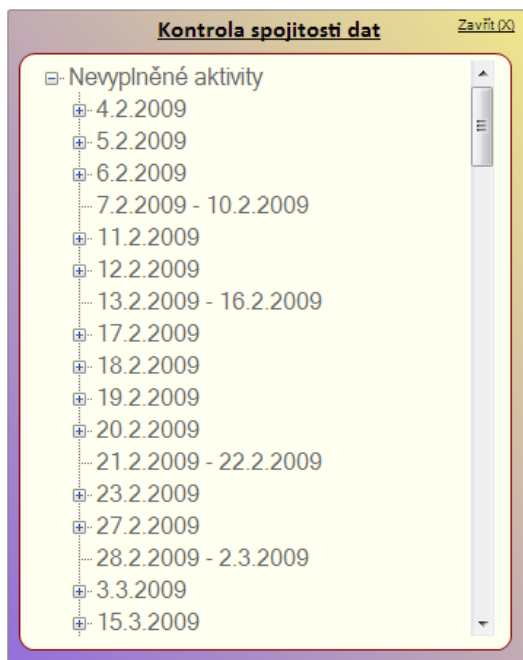 Kontrola spojitosti dat
Zavřít (X)
Nevyplněné aktivity
4.2.2009
5.2.2009
6.2.2009
7.2.2009 - 10.2.2009
11.2.2009
12.2.2009
13.2.2009 - 16.2.2009
17.2.2009
18.2.2009
19.2.2009
20.2.2009
21.2.2009 - 22.2.2009
23.2.2009
27.2.2009
28.2.2009 - 2.3.2009
3.3.2009
15.3.2009